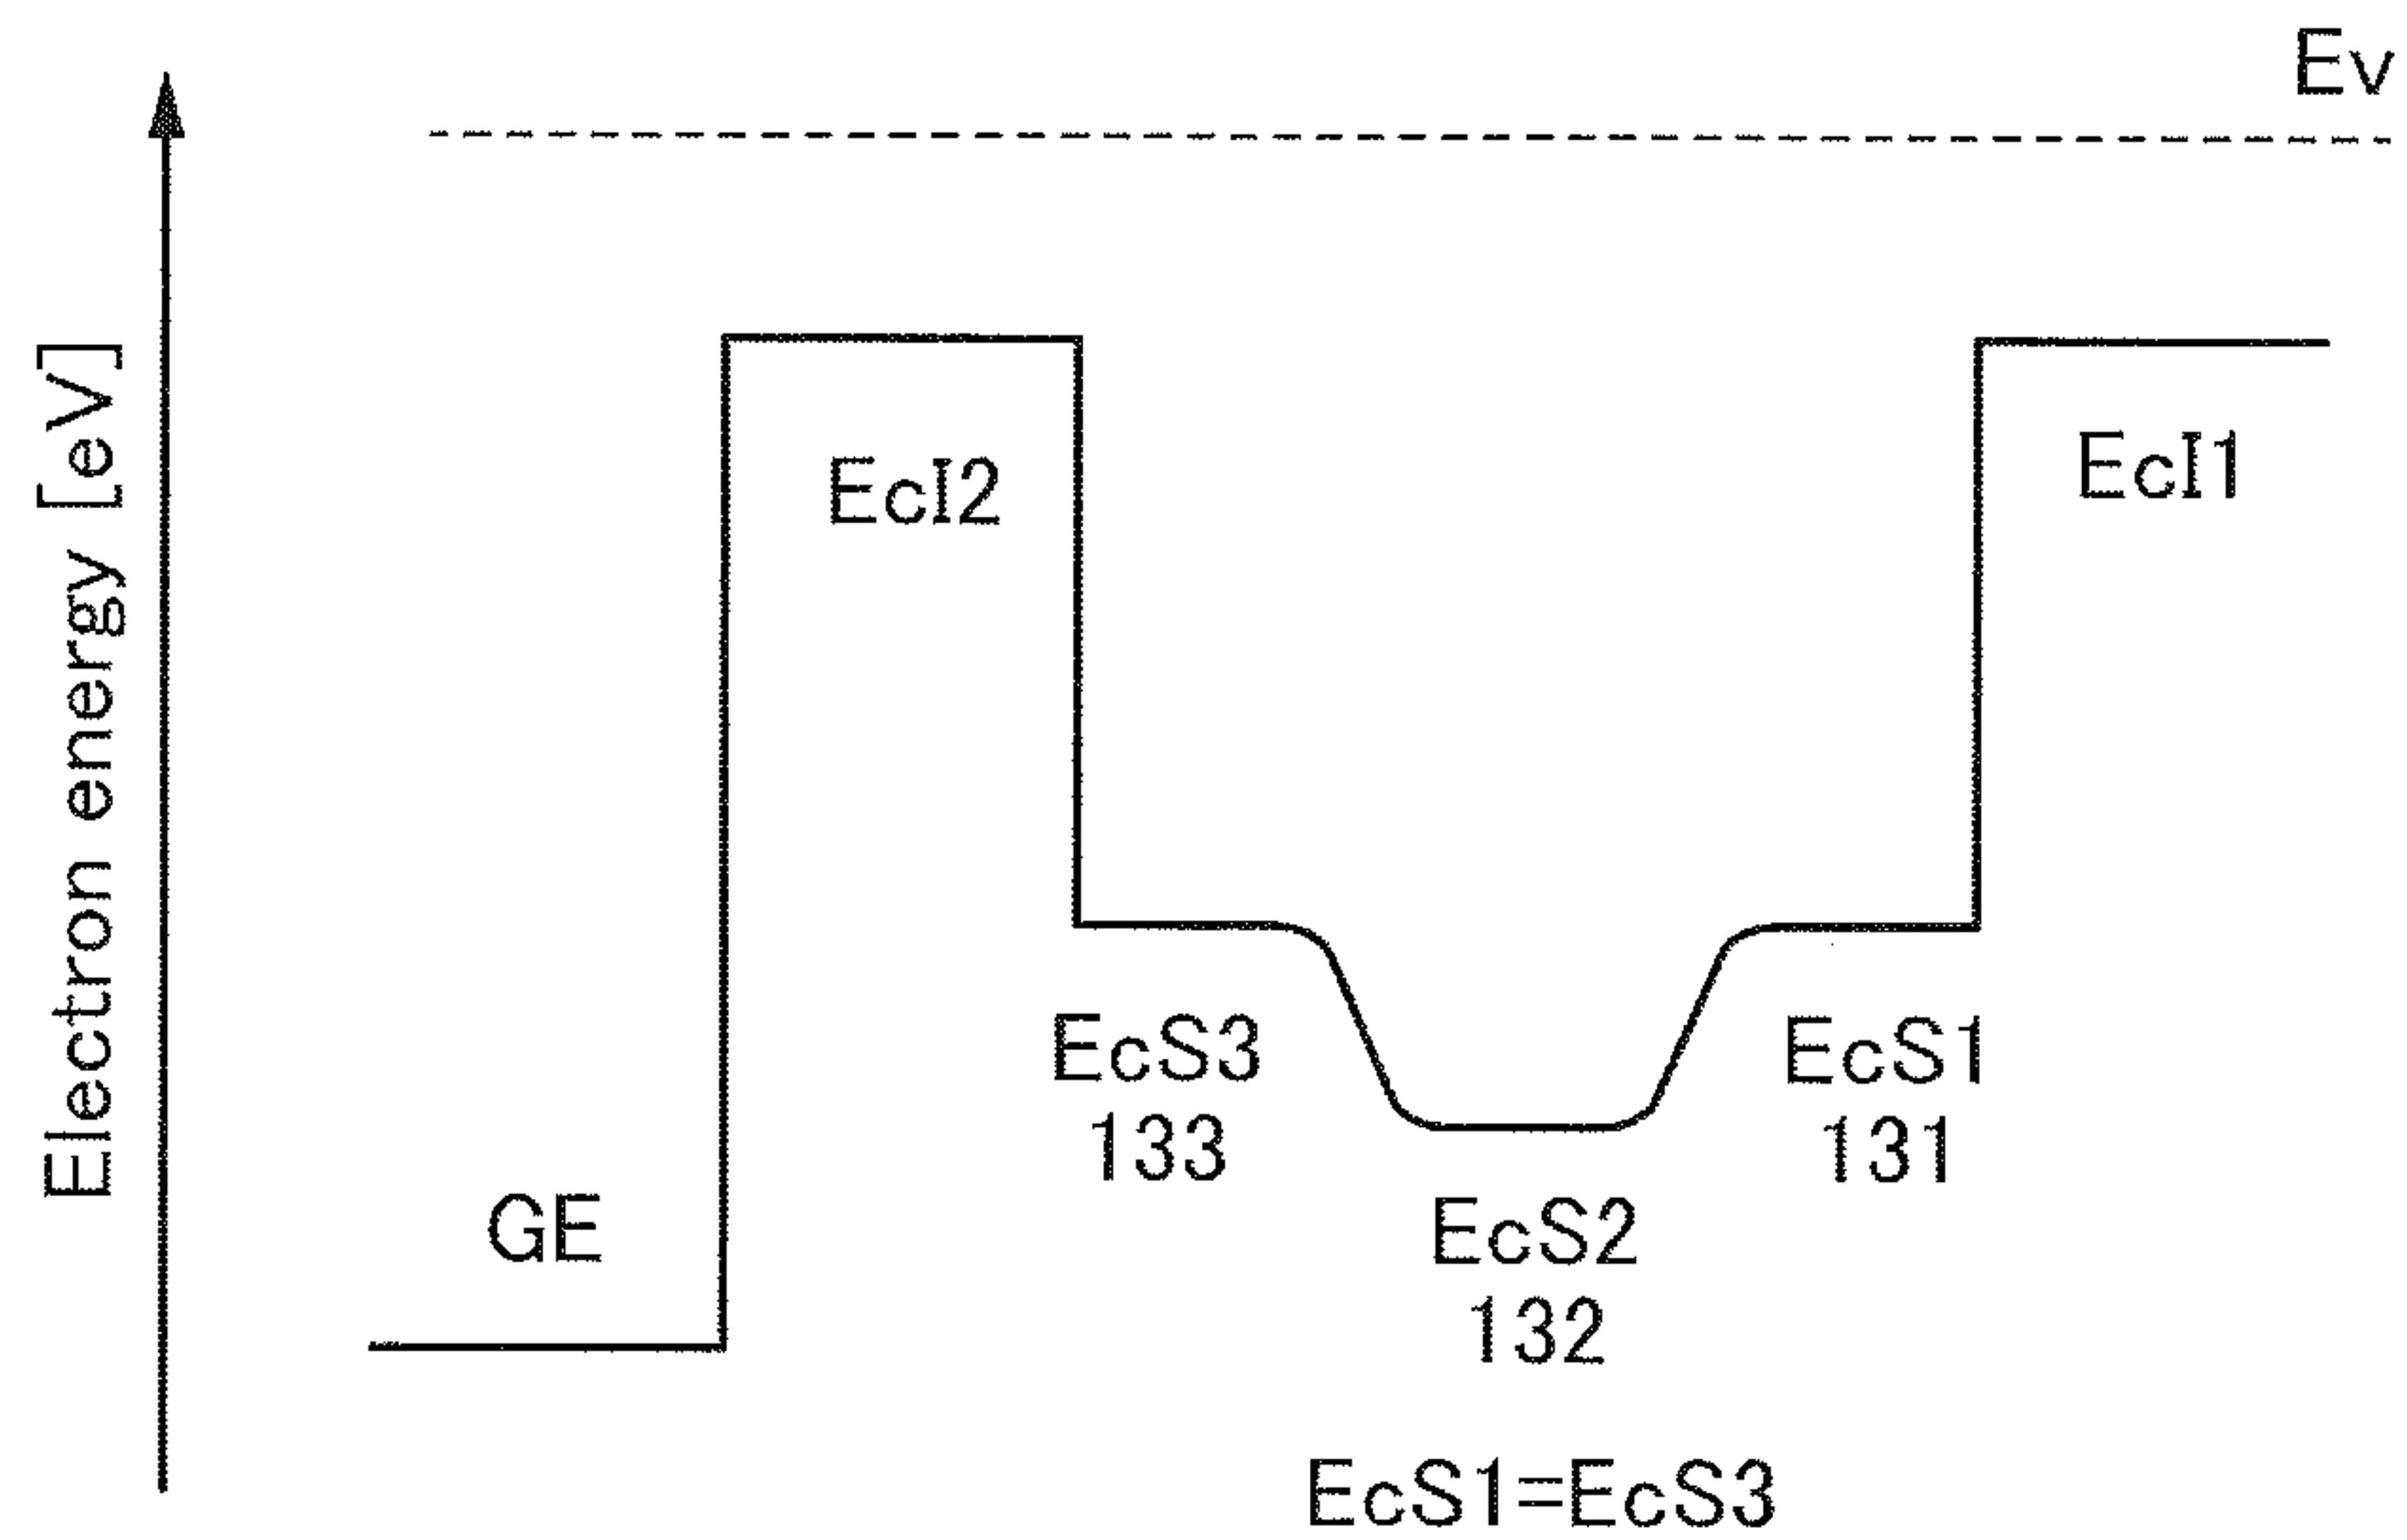 Ev
Electron energy [eV]
EcI2
EcI1
EcS3
133
EcS1
131
GE
EcS2
132
EcS1=EcS3